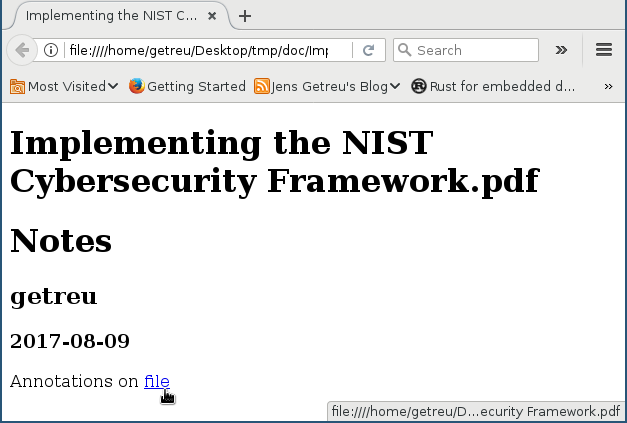 Implementing the NIST C...
file:////home/getreu/Desktop/tmp/doc/Imp
Search
Most Visited
Getting Started
Jens Getreu's Blog
Rust for embedded d...
Implementing the NIST
Cybersecurity Framework.pdf
Notes
getreu
2017-08-09
Annotations on file
file:////home/getreu/D...ecurity Framework.pdf